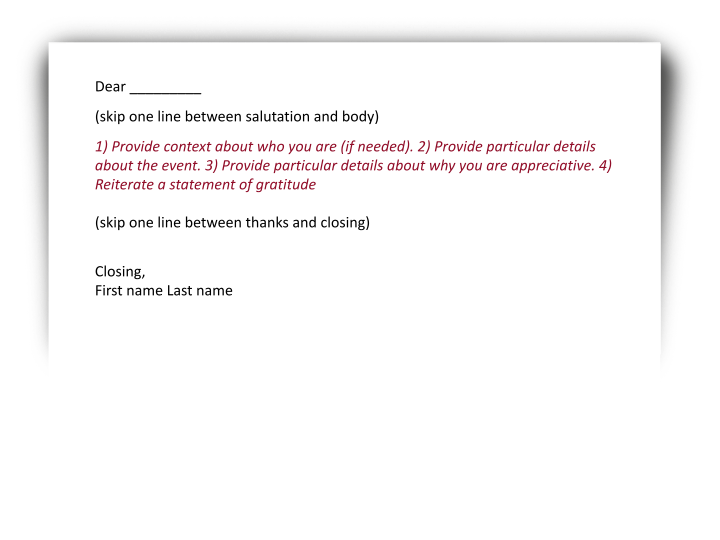 Dear _________
(skip one line between salutation and body)
1) Provide context about who you are (if needed). 2) Provide particular details
about the event. 3) Provide particular details about why you are appreciative. 4)
Reiterate a statement of gratitude
(skip one line between thanks and closing)
Closing,
First name Last name